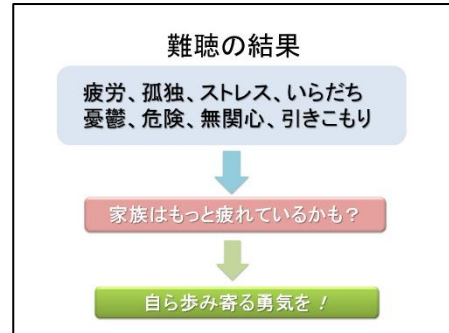 難聴の結果
疲労、孤独、ストレス、いらだち
憂鬱、危険、無関心、引きこもり
家族はもっと疲れているかも？
自ら歩み寄る勇気を！